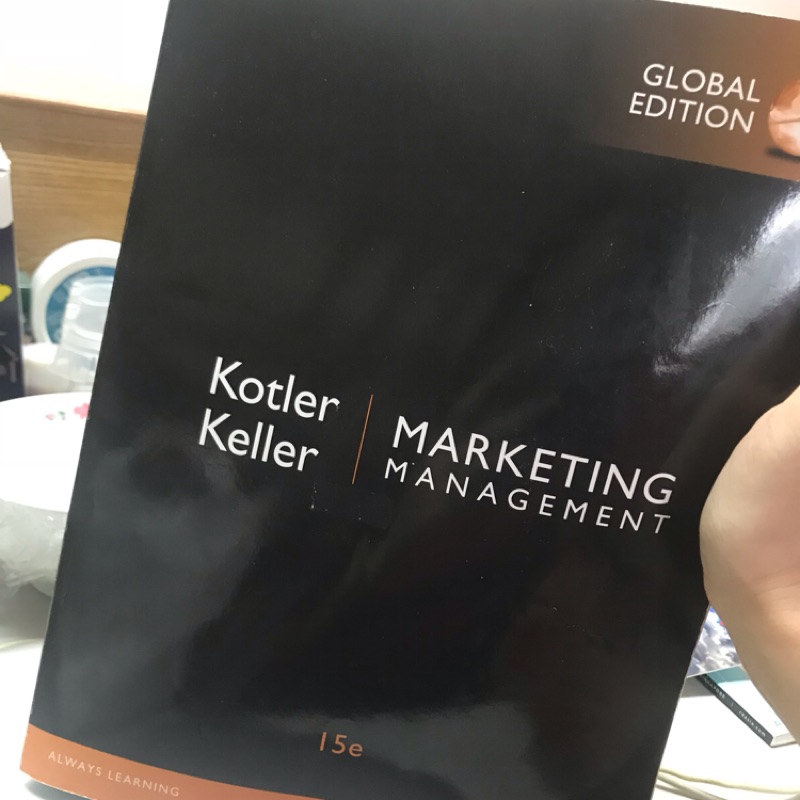 GLOBAL
EDITION
Kotler
Keller
MARKETING
MANAGEMENT
15e
ALWAYS LEARNING